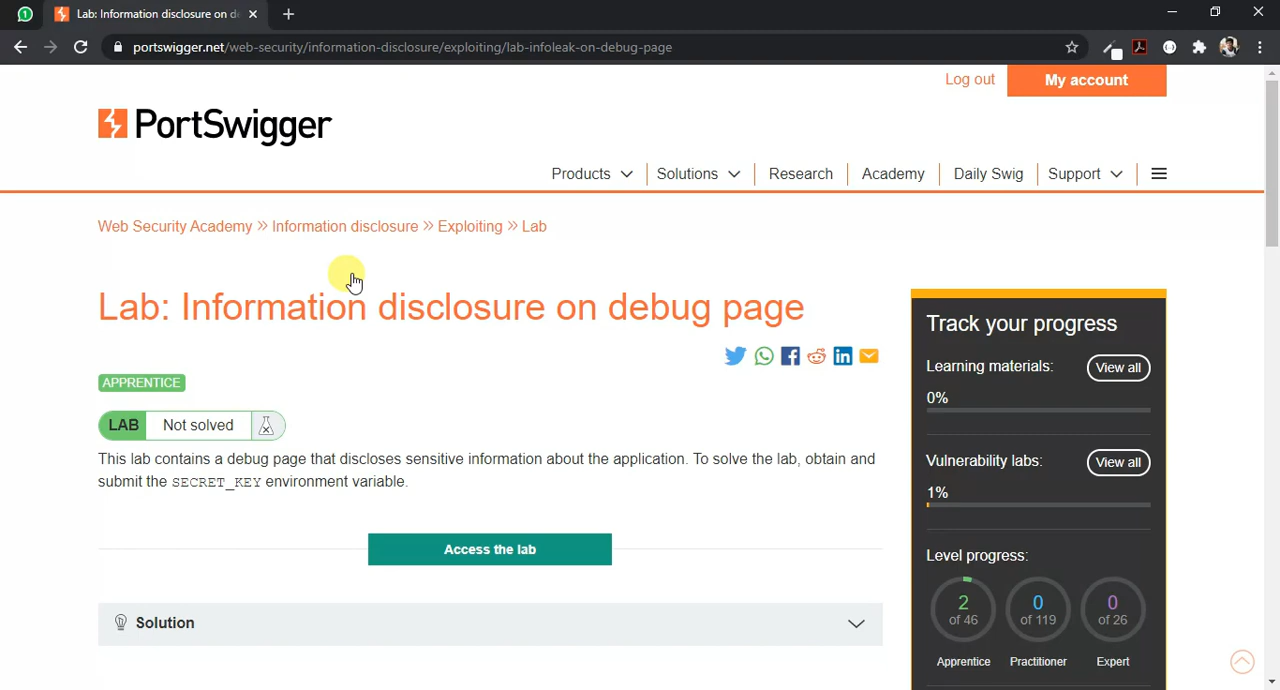 Lab: Information disclosure on de
portswigger.net/web-security/information-disclosure/exploiting/lab-infoleak-on-debug-page
Log out
My account
PortSwigger
Products
Solutions
Research
Academy
Daily Swig
Support
Web Security Academy » Information disclosure » Exploiting » Lab
Lab: Information disclosure on debug page
APPRENTICE
LAB
Not solved
This lab contains a debug page that discloses sensitive information about the application. To solve the lab, obtain and
submit the SECRET_KEY environment variable.
Access the lab
Solution
Track your progress
Learning materials:
View all
0%
Vulnerability labs:
View all
1%
Level progress:
2
of 46
0
of 119
0
of 26
Apprentice
Practitioner
Expert